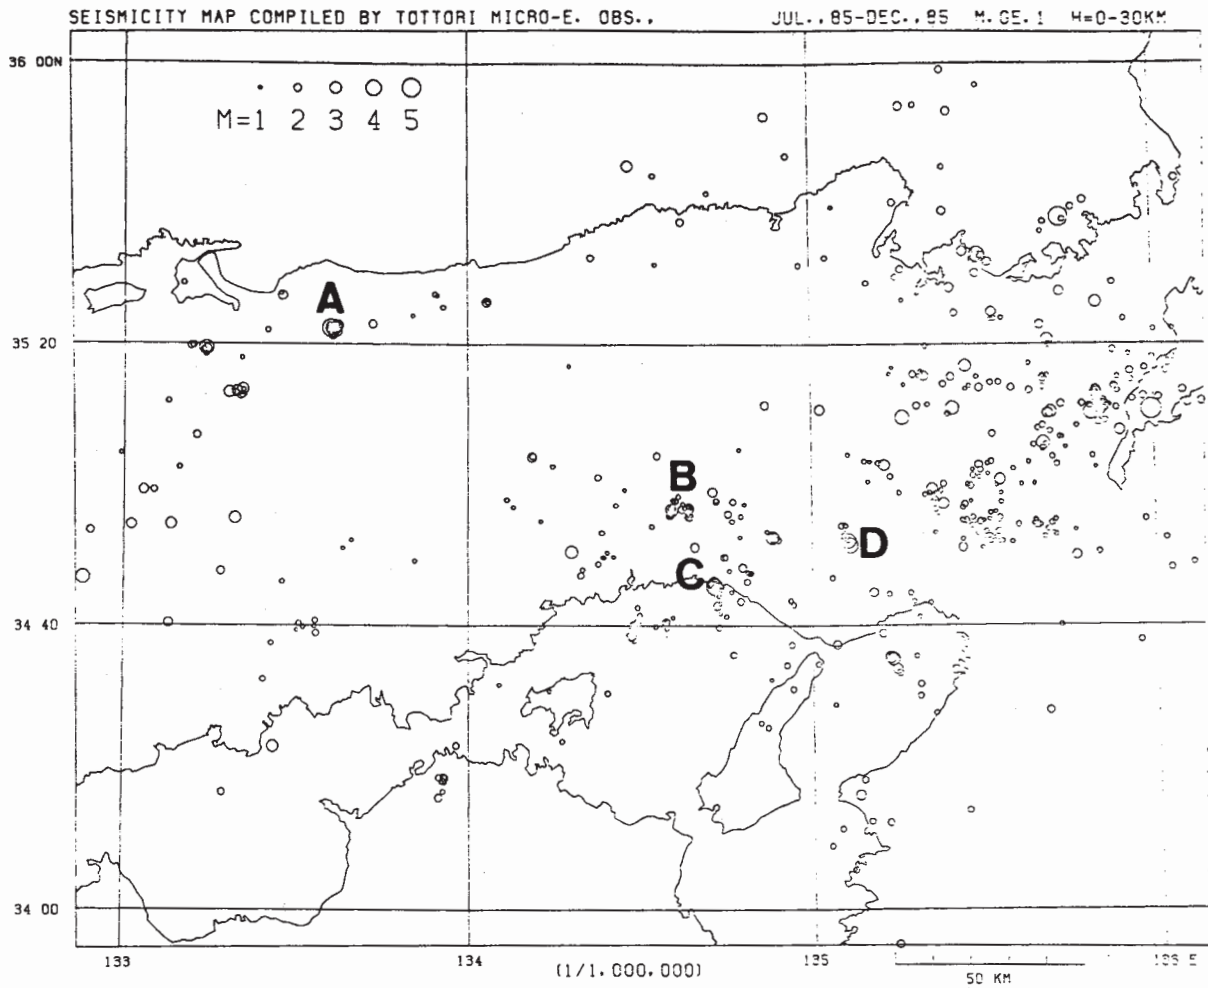 SEISMICITY MAP COMPILED BY TOTTORI MICRO-E. OBS., JUL.,85-DEC.,85 M.GE.1 H=0-30KM
36 00N
M=1 2 3 4 5
A
35 20
B
D
C
34 40
34 00
133 134 135 136 E
(1/1.000.000)
50 KM